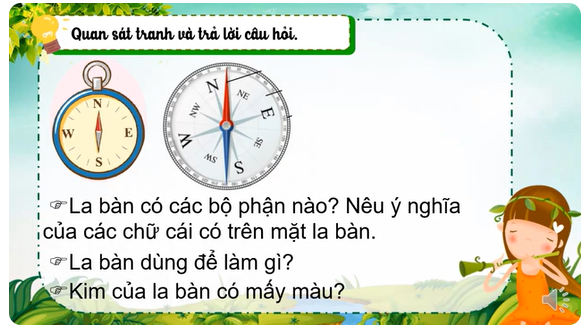 Quan sát tranh và trả lời câu hỏi.
N
W E
S
N
NW NE
W E
SW SE
S
☞La bàn có các bộ phận nào? Nêu ý nghĩa
của các chữ cái có trên mặt la bàn.
☞La bàn dùng để làm gì?
☞Kim của la bàn có mấy màu?